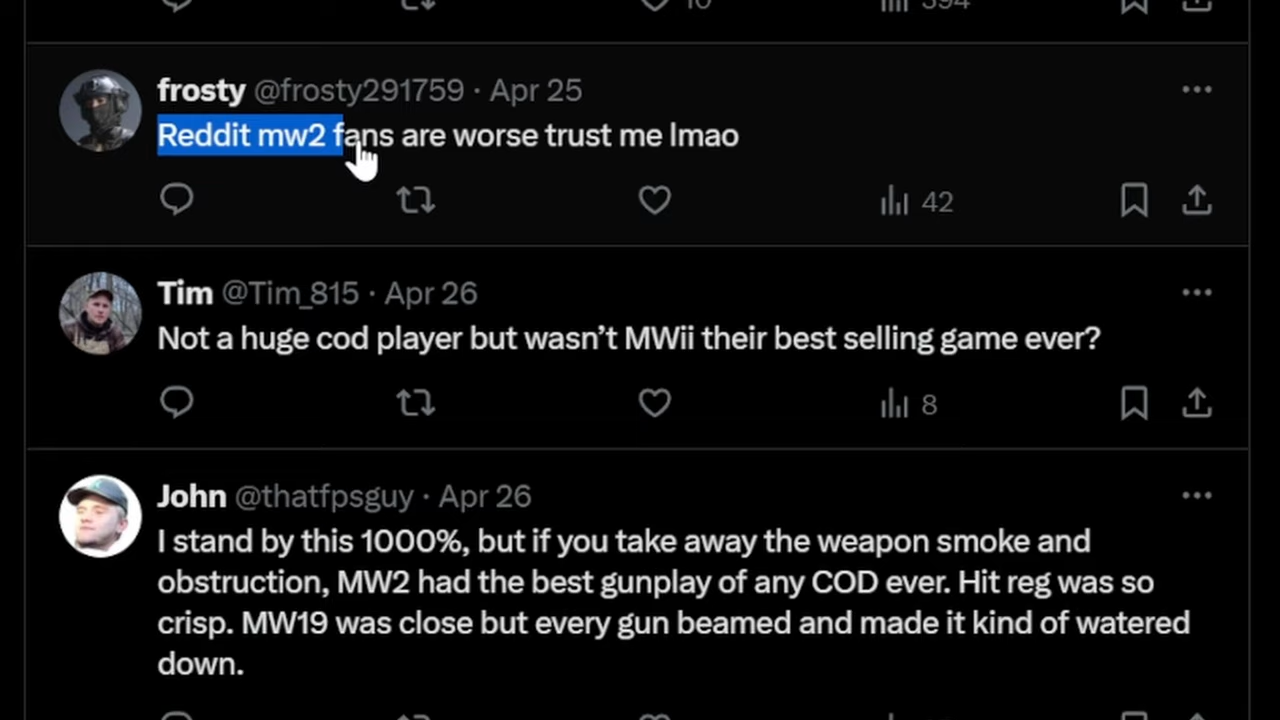 10 394
frosty @frosty291759 · Apr 25
Reddit mw2 fans are worse trust me lmao
42
Tim @Tim_815 · Apr 26
Not a huge cod player but wasn’t MWii their best selling game ever?
8
John @thatfpsguy · Apr 26
I stand by this 1000%, but if you take away the weapon smoke and
obstruction, MW2 had the best gunplay of any COD ever. Hit reg was so
crisp. MW19 was close but every gun beamed and made it kind of watered
down.